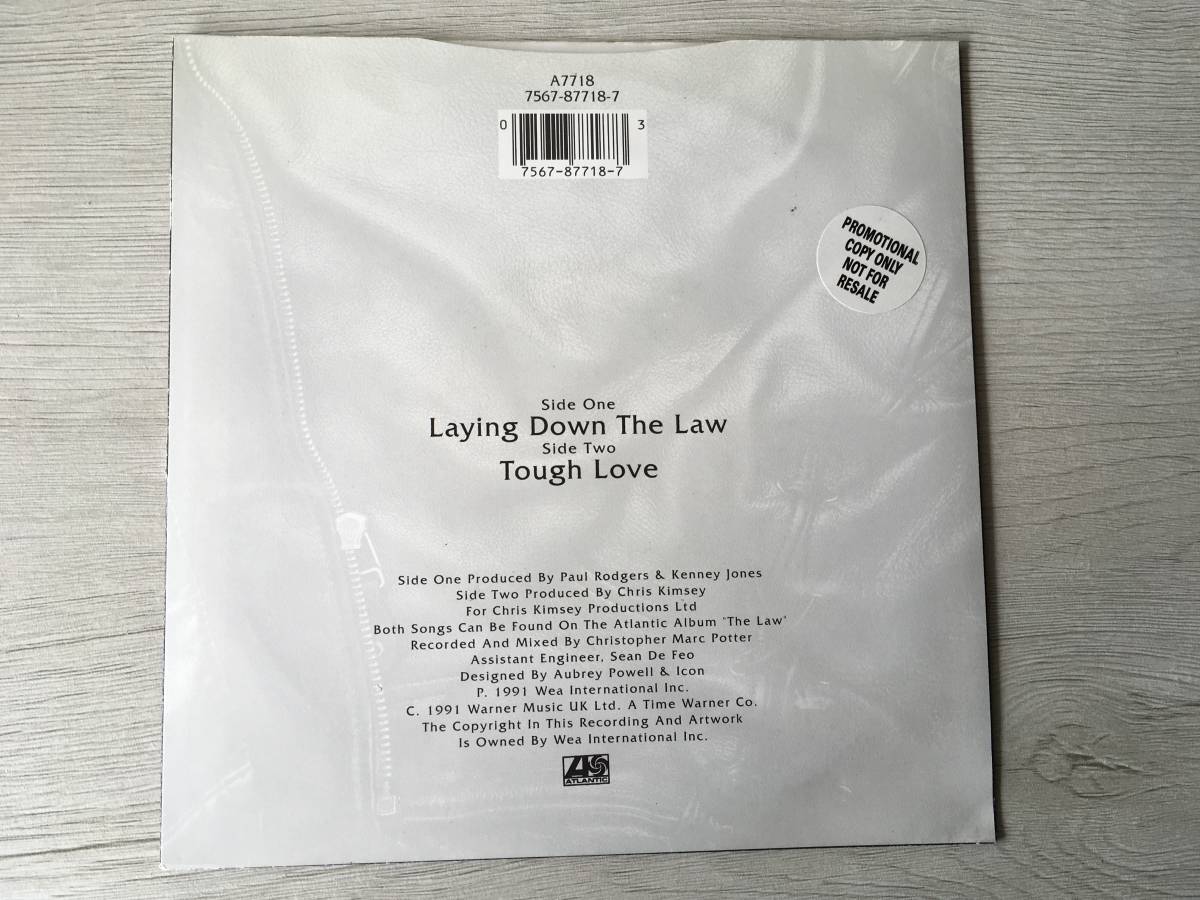 A7718
7567-87718-7
0 3
7567-87718-7
PROMOTIONAL
COPY ONLY
NOT FOR
RESALE
Side One
Laying Down The Law
Side Two
Tough Love
Side One Produced By Paul Rodgers & Kenney Jones
Side Two Produced By Chris Kimsey
For Chris Kimsey Productions Ltd
Both Songs Can Be Found On The Atlantic Album 'The Law'
Recorded And Mixed By Christopher Marc Potter
Assistant Engineer, Sean De Feo
Designed By Aubrey Powell & Icon
P. 1991 Wea International Inc.
C. 1991 Warner Music UK Ltd. A Time Warner Co.
The Copyright In This Recording And Artwork
Is Owned By Wea International Inc.
ATLANTIC